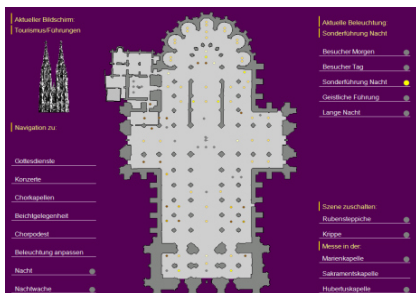 Aktueller Bildschirm:
Tourismus/Führungen
Navigation zu:
Gottesdienste
Konzerte
Chorkapellen
Beichtgelegenheit
Chorpodest
Beleuchtung anpassen
Nacht
Nachtwache
Aktuelle Beleuchtung
Sonderführung Nacht
Besucher Morgen
Besucher Tag
Sonderführung Nacht
Geistliche Führung
Lange Nacht
Szene zuschalten:
Rubensteppiche
Krippe
Messe in der:
Marienkapelle
Sakramentskapelle
Hubertuskapelle